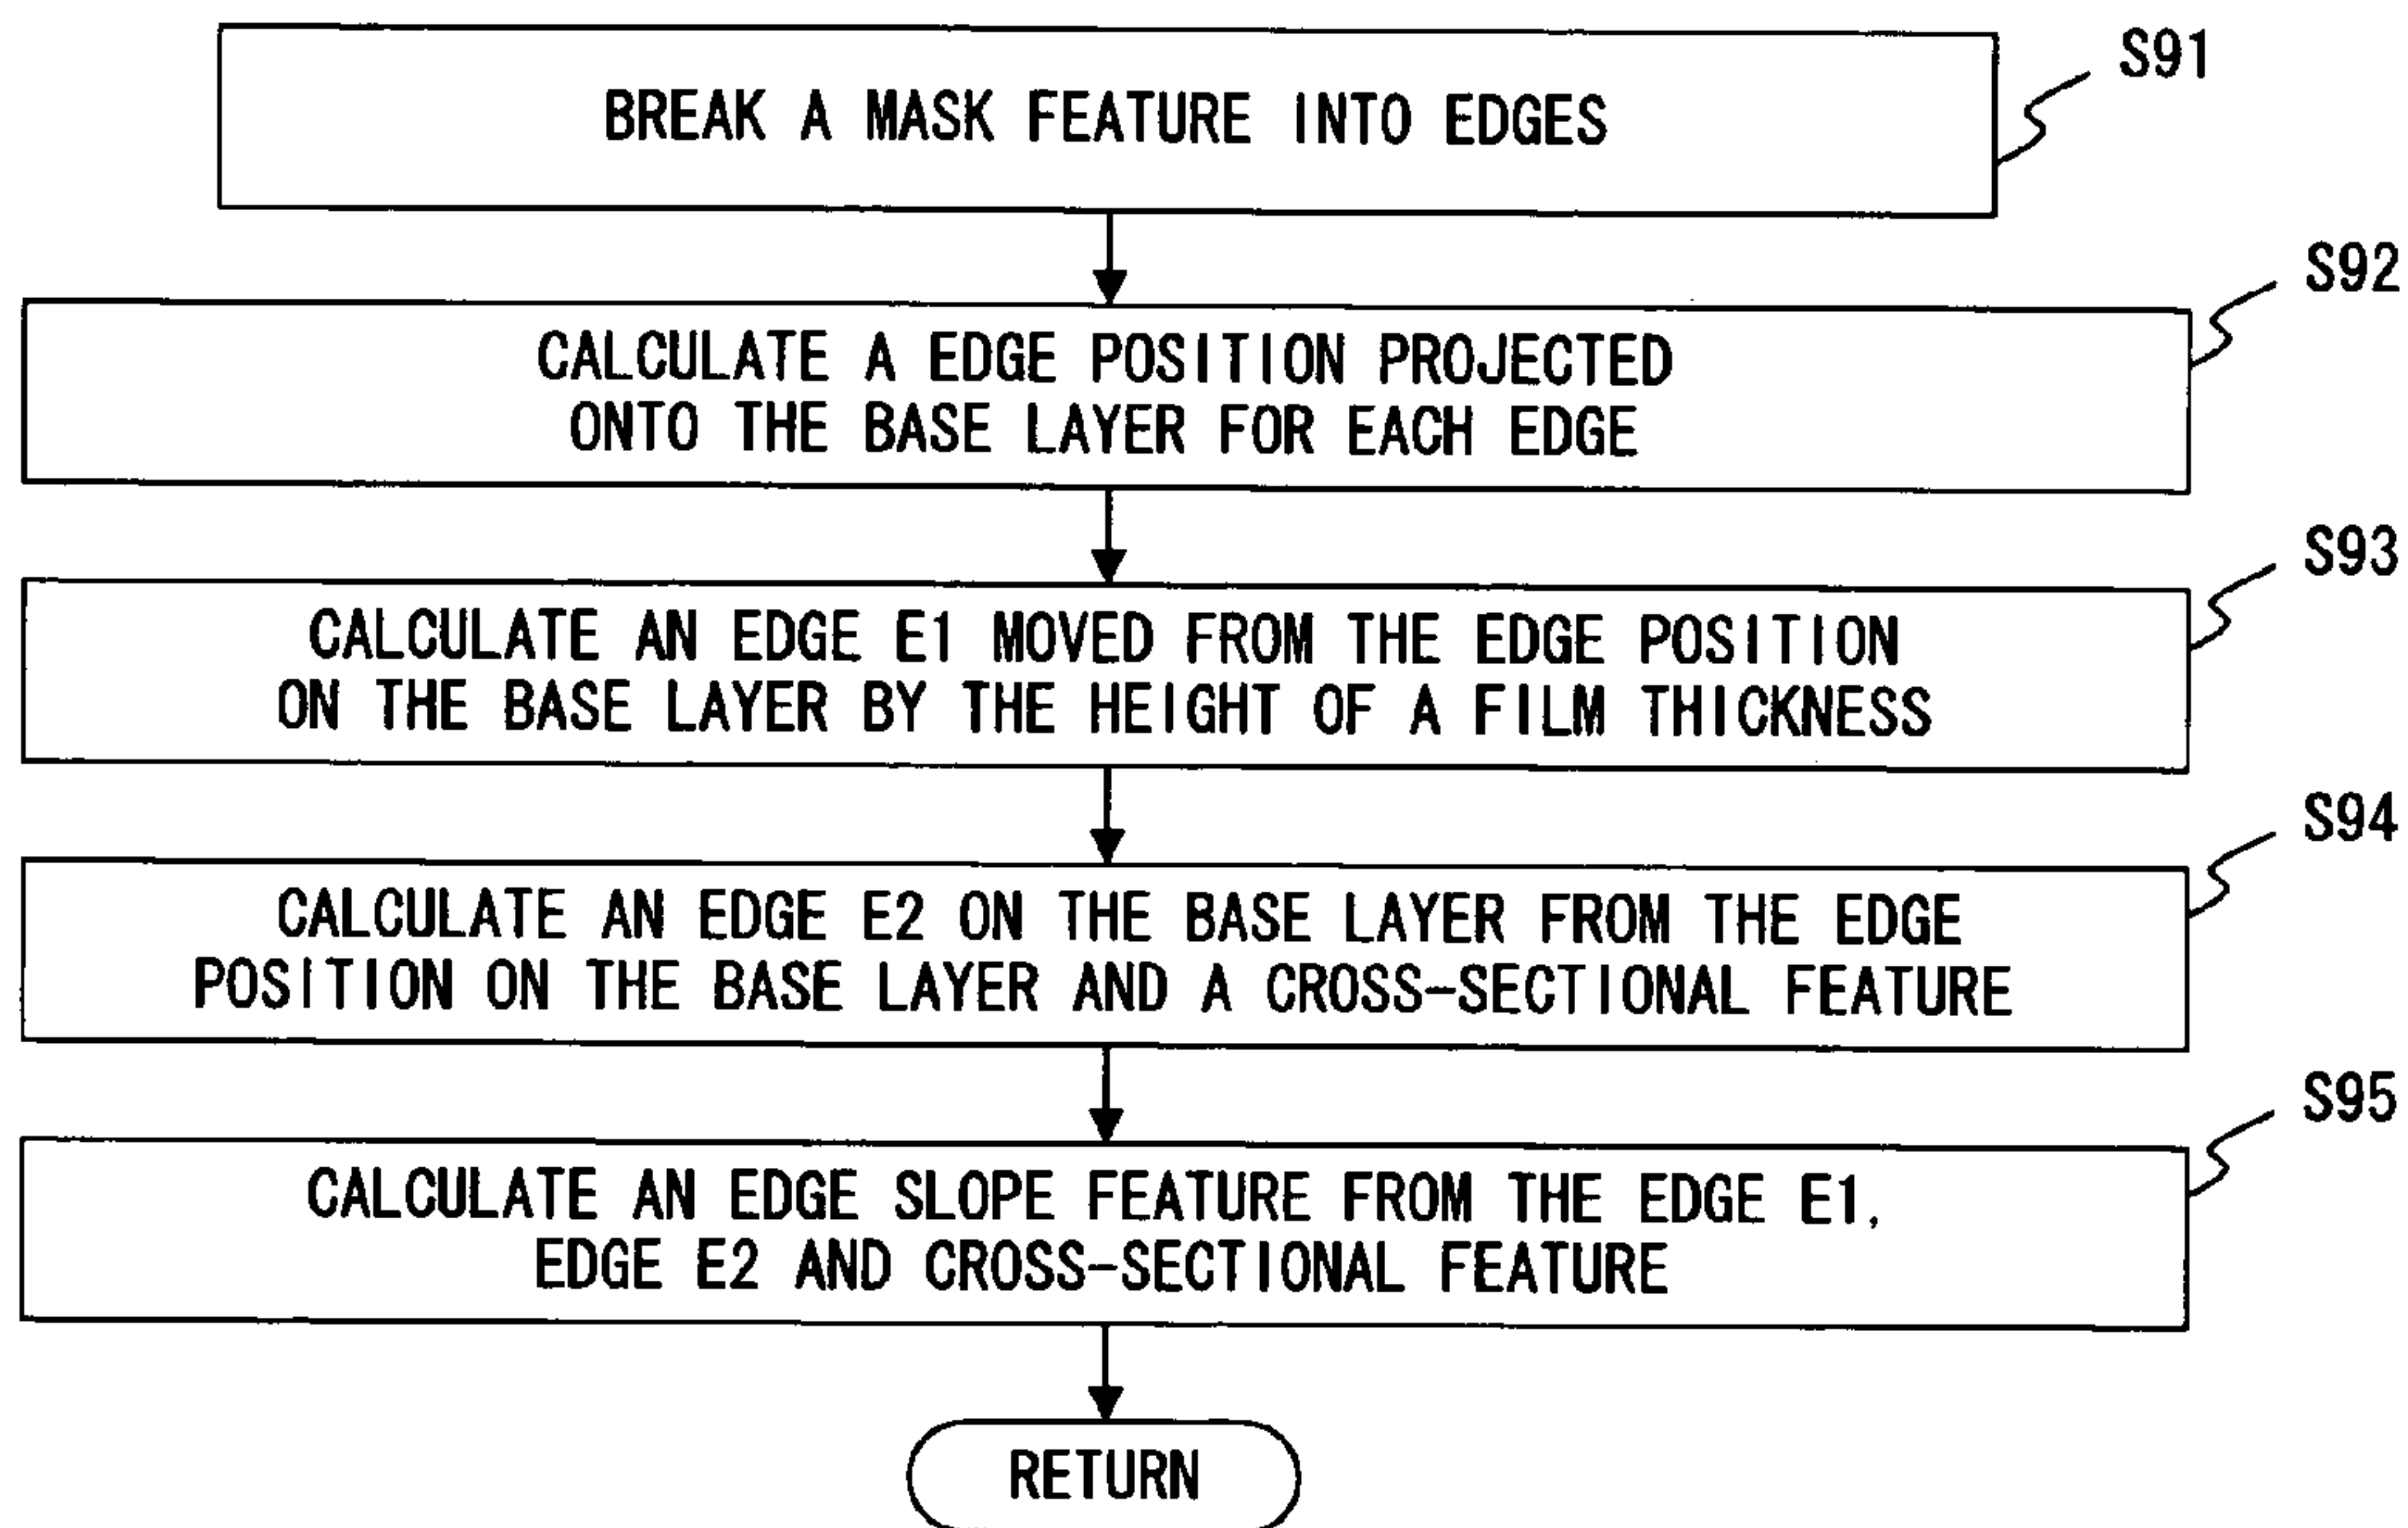 S91
BREAK A MASK FEATURE INTO EDGES
S92
CALCULATE A EDGE POSITION PROJECTED
ONTO THE BASE LAYER FOR EACH EDGE
S93
CALCULATE AN EDGE E1 MOVED FROM THE EDGE POSITION
ON THE BASE LAYER BY THE HEIGHT OF A FILM THICKNESS
S94
CALCULATE AN EDGE E2 ON THE BASE LAYER FROM THE EDGE
POSITION ON THE BASE LAYER AND A CROSS-SECTIONAL FEATURE
S95
CALCULATE AN EDGE SLOPE FEATURE FROM THE EDGE E1,
EDGE E2 AND CROSS-SECTIONAL FEATURE
RETURN